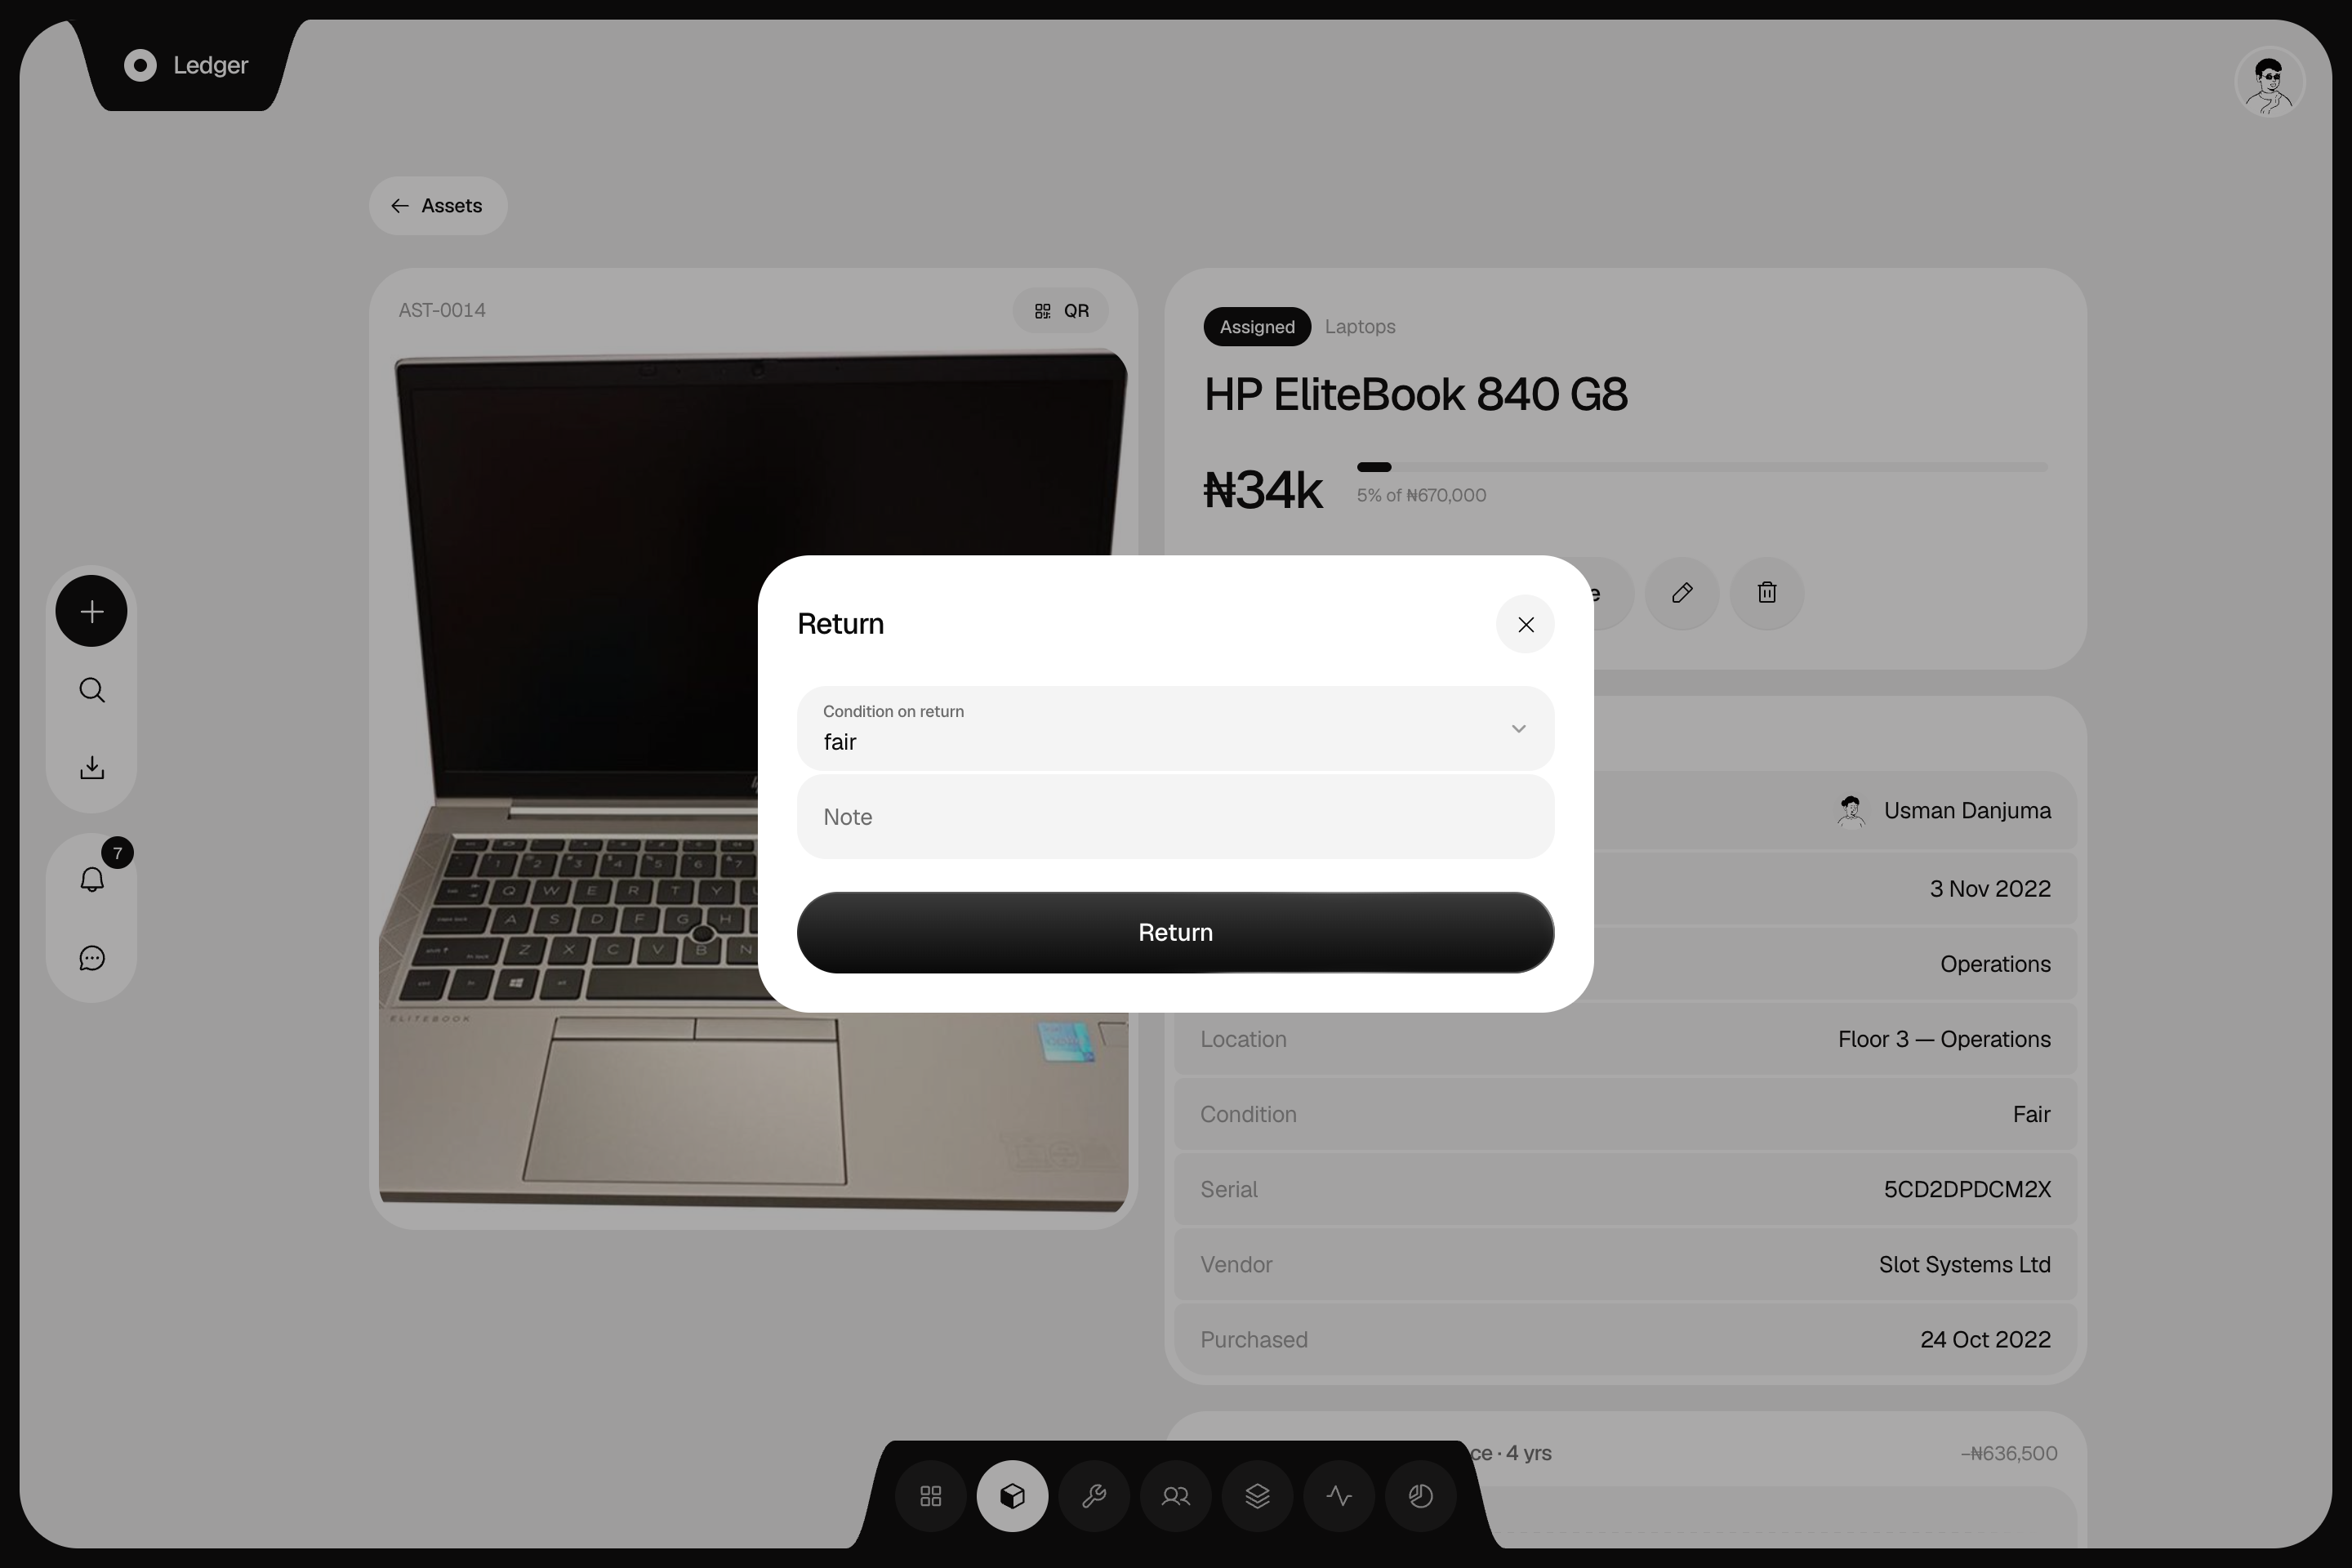 Ledger
Assets
AST-0014
QR
Assigned
Laptops
HP EliteBook 840 G8
₦34k
5% of ₦670,000
Return
Condition on return
fair
Note
Return
7
Usman Danjuma
3 Nov 2022
Operations
Location
Floor 3 — Operations
Condition
Fair
Serial
5CD2DPDCM2X
Vendor
Slot Systems Ltd
Purchased
24 Oct 2022
· 4 yrs
−₦636,500
ELITEBOOK
Q W E R T Y
A S D F G H
Z X C V B N